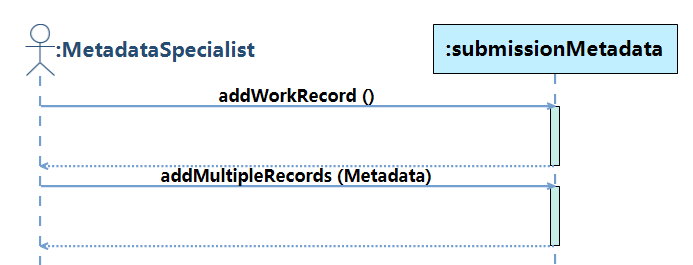 :MetadataSpecialist
:submissionMetadata
addWorkRecord ()
addMultipleRecords (Metadata)